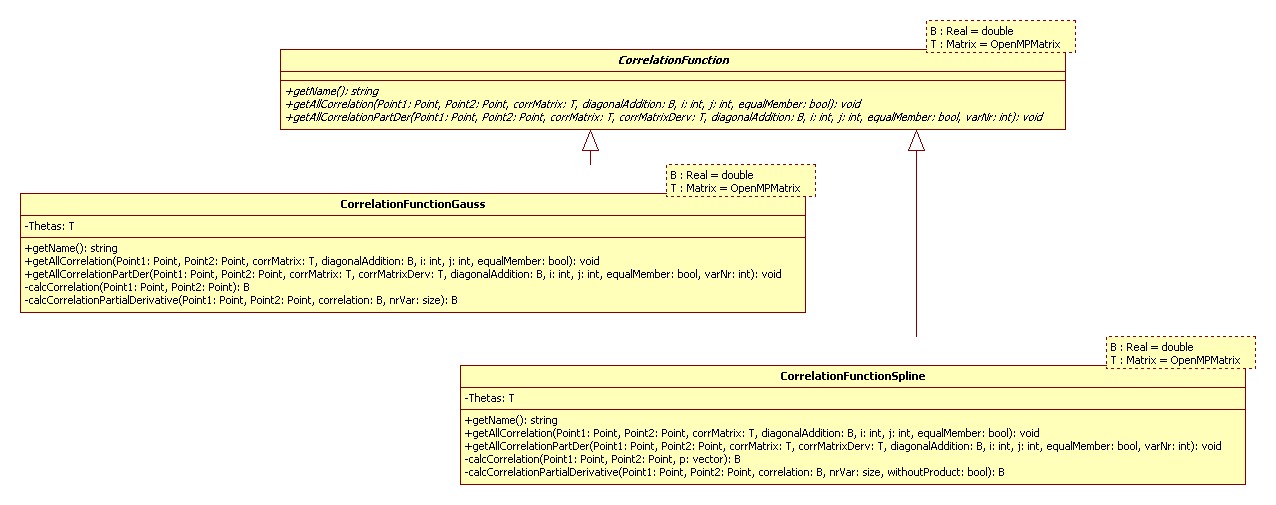 B : Real = double
T : Matrix = OpenMPMatrix
CorrelationFunction
+getName(): string
+getAllCorrelation(Point1: Point, Point2: Point, corrMatrix: T, diagonalAddition: B, i: int, j: int, equalMember: bool): void
+getAllCorrelationPartDer(Point1: Point, Point2: Point, corrMatrix: T, corrMatrixDerv: T, diagonalAddition: B, i: int, j: int, equalMember: bool, varNr: int): void
B : Real = double
T : Matrix = OpenMPMatrix
CorrelationFunctionGauss
-Thetas: T
+getName(): string
+getAllCorrelation(Point1: Point, Point2: Point, corrMatrix: T, diagonalAddition: B, i: int, j: int, equalMember: bool): void
+getAllCorrelationPartDer(Point1: Point, Point2: Point, corrMatrix: T, corrMatrixDerv: T, diagonalAddition: B, i: int, j: int, equalMember: bool, varNr: int): void
-calcCorrelation(Point1: Point, Point2: Point): B
-calcCorrelationPartialDerivative(Point1: Point, Point2: Point, correlation: B, nrVar: size): B
B : Real = double
T : Matrix = OpenMPMatrix
CorrelationFunctionSpline
-Thetas: T
+getName(): string
+getAllCorrelation(Point1: Point, Point2: Point, corrMatrix: T, diagonalAddition: B, i: int, j: int, equalMember: bool): void
+getAllCorrelationPartDer(Point1: Point, Point2: Point, corrMatrix: T, corrMatrixDerv: T, diagonalAddition: B, i: int, j: int, equalMember: bool, varNr: int): void
-calcCorrelation(Point1: Point, Point2: Point, p: vector): B
-calcCorrelationPartialDerivative(Point1: Point, Point2: Point, correlation: B, nrVar: size, withoutProduct: bool): B